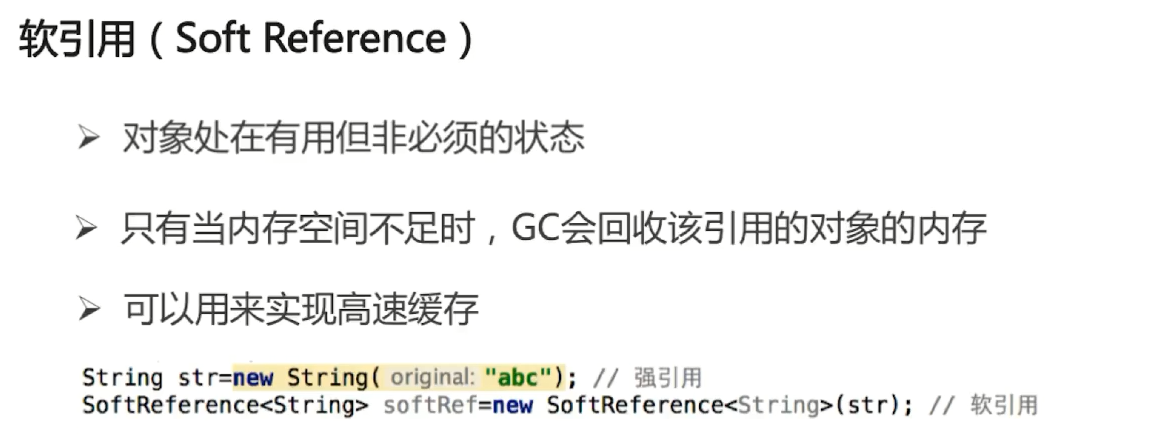 软引用（Soft Reference）
对象处在有用但非必须的状态
只有当内存空间不足时，GC会回收该引用的对象的内存
可以用来实现高速缓存
String str=new String( original: "abc"); // 强引用
SoftReference<String> softRef=new SoftReference<String>(str); // 软引用